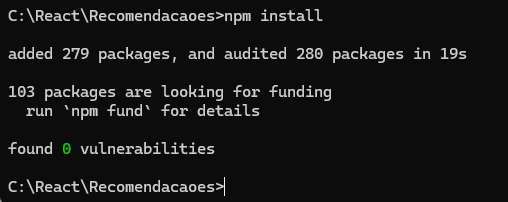 C:\React\Recomendacaoes>npm install
added 279 packages, and audited 280 packages in 19s
103 packages are looking for funding
  run `npm fund` for details
found 0 vulnerabilities
C:\React\Recomendacaoes>